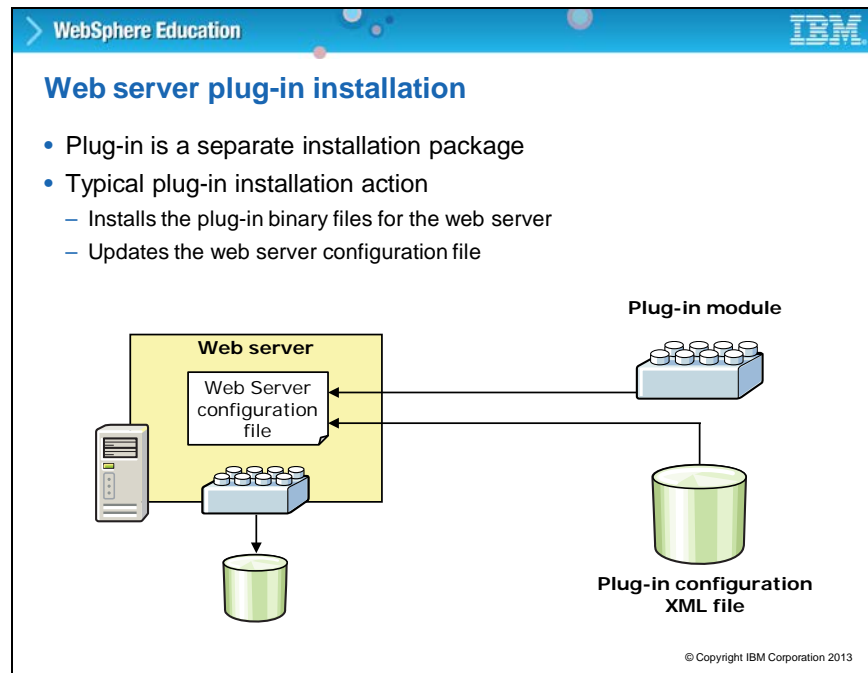 WebSphere Education
IBM
Web server plug-in installation
• Plug-in is a separate installation package
• Typical plug-in installation action
– Installs the plug-in binary files for the web server
– Updates the web server configuration file
Plug-in module
Web server
Web Server
configuration
file
Plug-in configuration
XML file
© Copyright IBM Corporation 2013